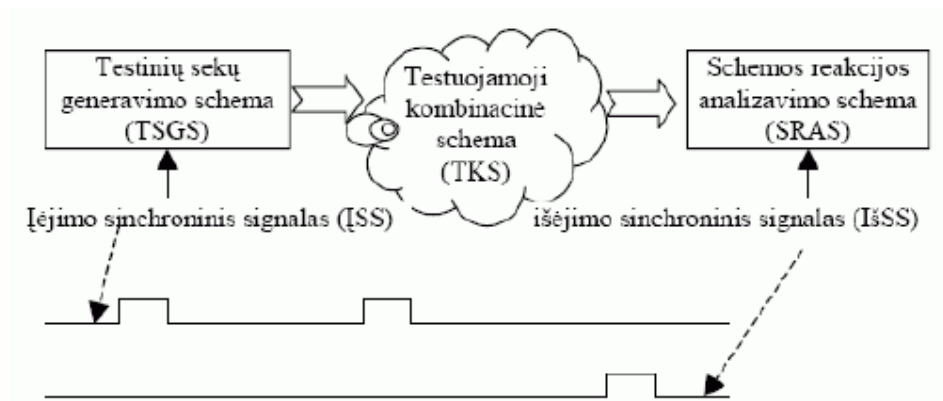 Testinių sekų
generavimo schema
(TSGS)
Testuojamoji
kombinacinė
schema
(TKS)
Schemos reakcijos
analizavimo schema
(SRAS)
Įėjimo sinchroninis signalas (ĮSS)
išėjimo sinchroninis signalas (IšSS)